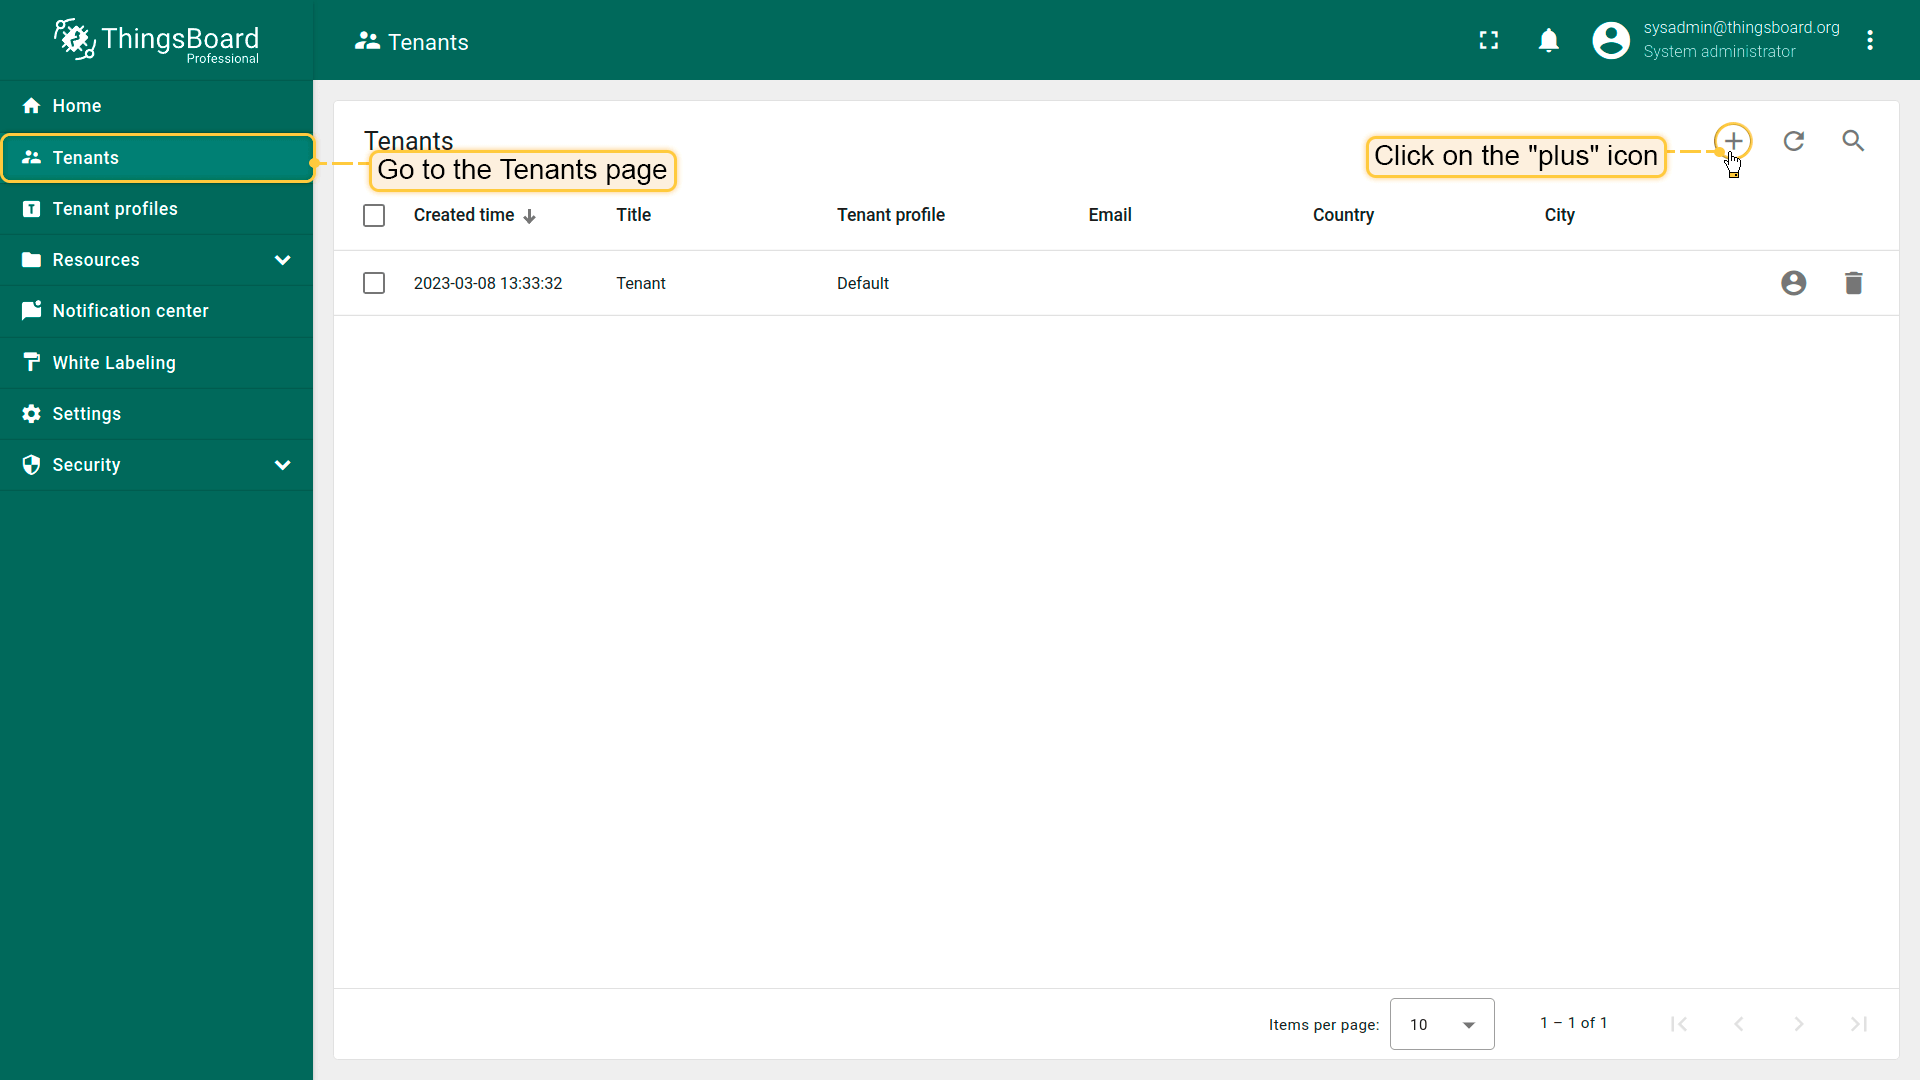 ThingsBoard
Professional
Tenants
sysadmin@thingsboard.org
System administrator
Home
Tenants
Tenant profiles
Resources
Notification center
White Labeling
Settings
Security
Tenants
Go to the Tenants page
Click on the "plus" icon
Created time Title Tenant profile Email Country City
2023-03-08 13:33:32 Tenant Default
Items per page: 10 1 – 1 of 1